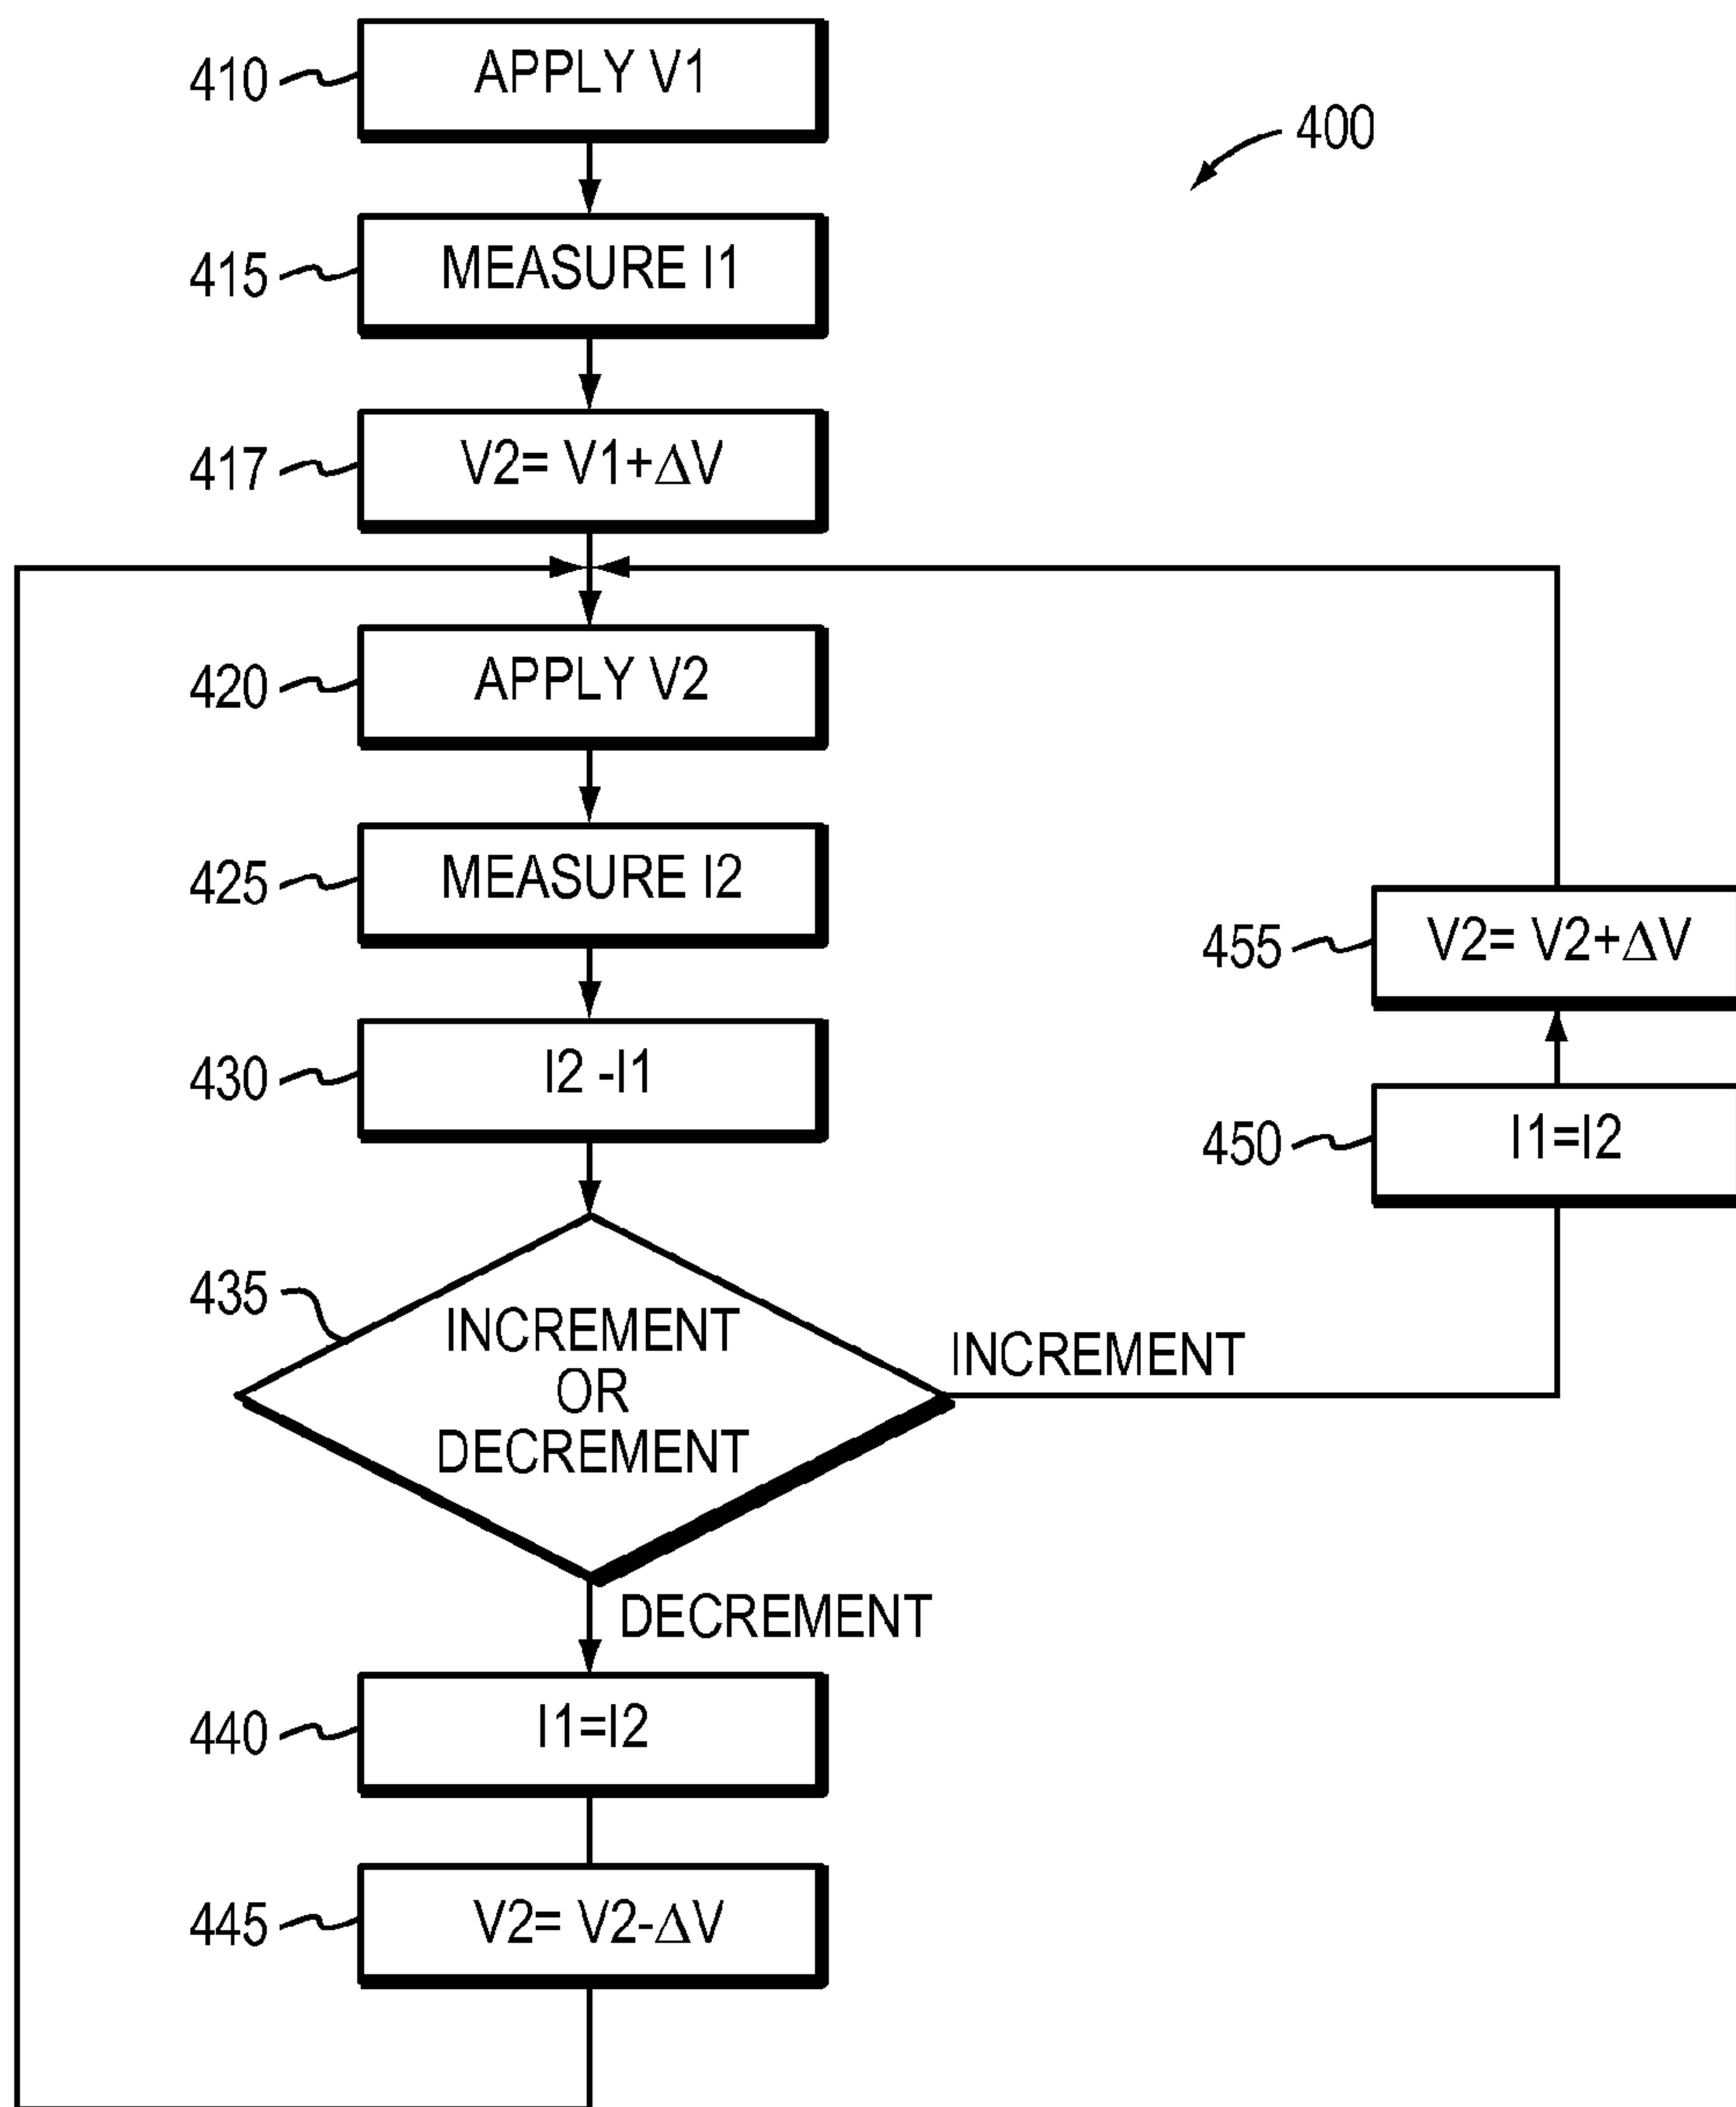 410
APPLY V1
400
415
MEASURE I1
417
V2= V1+ΔV
420
APPLY V2
425
MEASURE I2
455
V2= V2+ΔV
430
I2 -I1
450
I1=I2
435
INCREMENT
OR
DECREMENT
INCREMENT
DECREMENT
440
I1=I2
445
V2= V2-ΔV